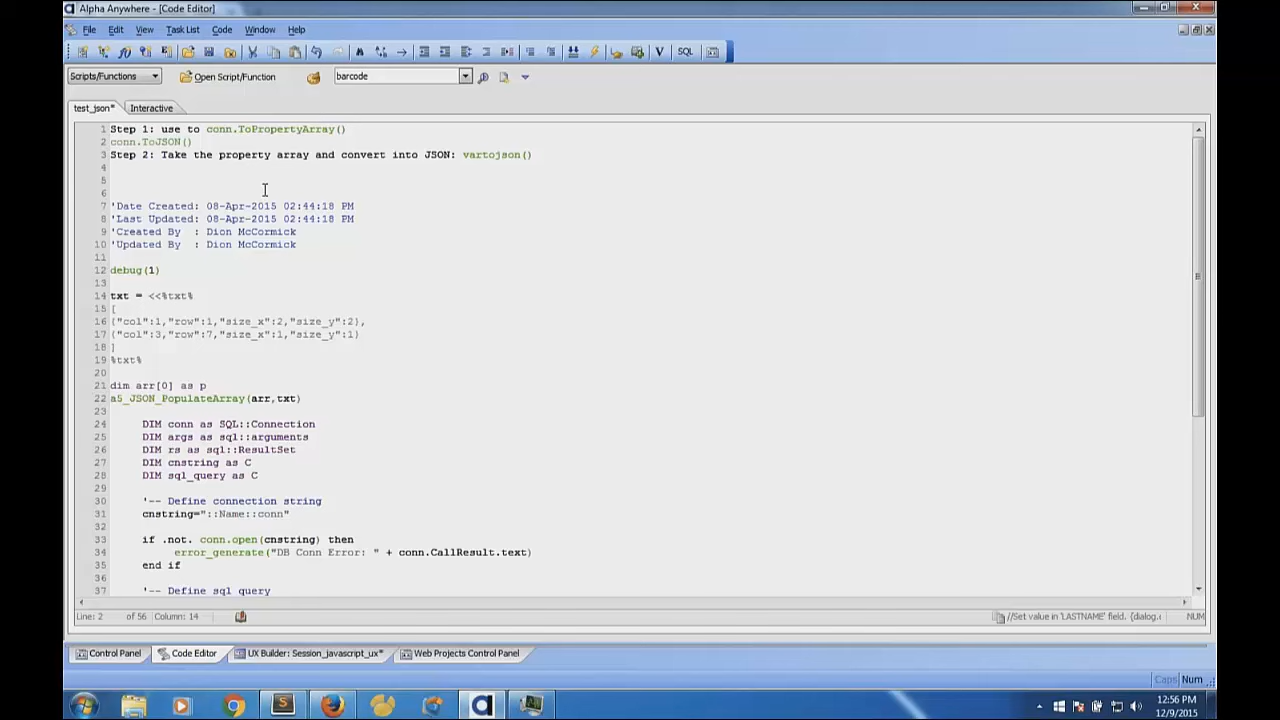 Alpha Anywhere - [Code Editor]
File Edit View Task List Code Window Help
V SQL
Scripts/Functions Open Script/Function barcode
test_json* Interactive
1 Step 1: use to conn.ToPropertyArray()
2 conn.ToJSON()
3 Step 2: Take the property array and convert into JSON: vartojson()
4
5
6
7 'Date Created: 08-Apr-2015 02:44:18 PM
8 'Last Updated: 08-Apr-2015 02:44:18 PM
9 'Created By : Dion McCormick
10 'Updated By : Dion McCormick
11
12 debug(1)
13
14 txt = <<%txt%
15 [
16 {"col":1,"row":1,"size_x":2,"size_y":2},
17 {"col":3,"row":7,"size_x":1,"size_y":1}
18 ]
19 %txt%
20
21 dim arr[0] as p
22 a5_JSON_PopulateArray(arr,txt)
23
24 DIM conn as SQL::Connection
25 DIM args as sql::arguments
26 DIM rs as sql::ResultSet
27 DIM cnstring as C
28 DIM sql_query as C
29
30 '-- Define connection string
31 cnstring="::Name::conn"
32
33 if .not. conn.open(cnstring) then
34 error_generate("DB Conn Error: " + conn.CallResult.text)
35 end if
36
37 '-- Define sql query
Line: 2 of 56 Column: 14 //Set value in 'LASTNAME' field. {dialog.c NUM
Control Panel Code Editor UX Builder: Session_javascript_ux* Web Projects Control Panel
Caps Num
12:56 PM
12/9/2015